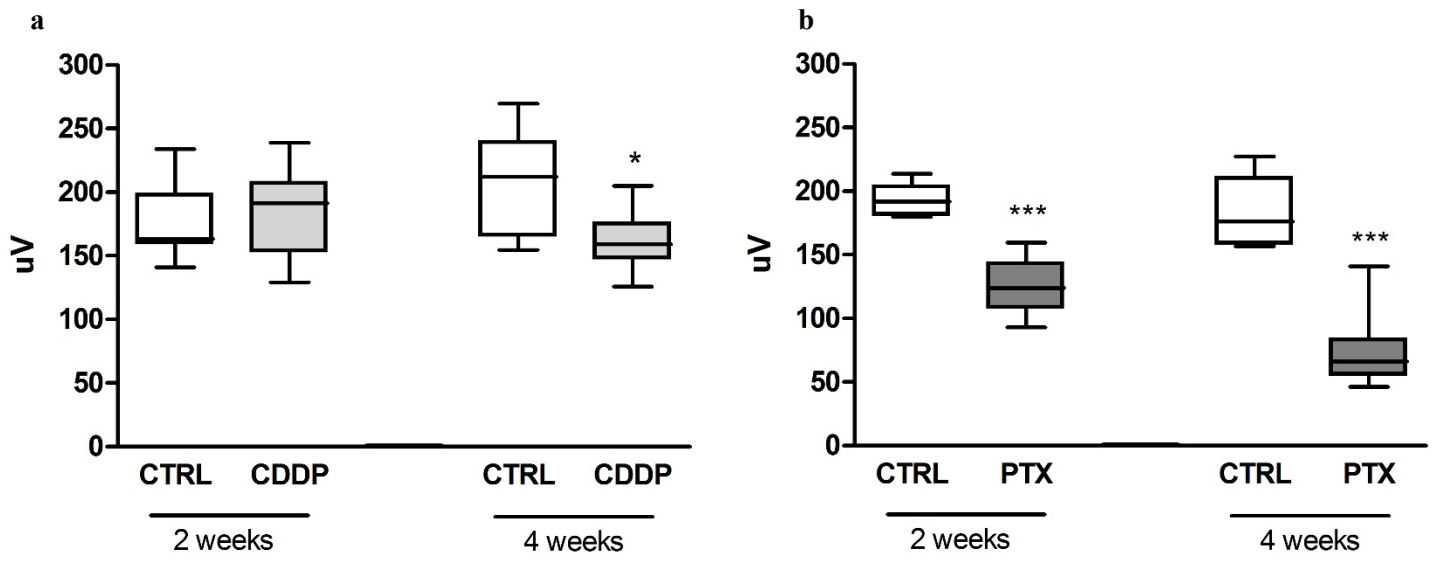 a
300
250
200
150
100
50
0
uV
*
CTRL CDDP CTRL CDDP
2 weeks 4 weeks
b
300
250
200
150
100
50
0
uV
***
***
CTRL PTX CTRL PTX
2 weeks 4 weeks